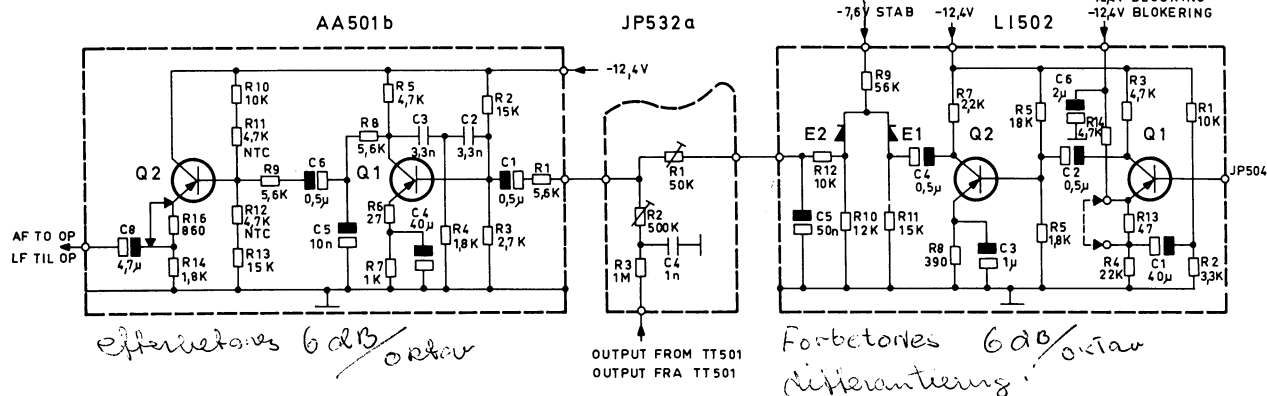 -12,4V BLOKERING
-7,6V STAB
-12,4V
AA501b
JP532a
LI502
-12,4V
R10
10K
R11
4,7K
NTC
R5
4,7K
R2
15K
R8
5,6K
C3
3,3n
C2
3,3n
Q2
R9
5,6K
C6
0,5µ
Q1
C1
0,5µ
R1
5,6K
R12
4,7K
NTC
R13
15K
R16
860
R14
1,8K
C8
4,7µ
AF TO OP
LF TIL OP
C5
10n
R6
27
C4
40µ
R7
1K
R4
1,8K
R3
2,7K
R1
50K
R2
500K
R3
1M
C4
1n
OUTPUT FROM TT501
OUTPUT FRA TT501
R9
56K
E2
E1
R12
10K
C5
50n
R10
12K
R11
15K
C4
0,5µ
R7
2,2K
Q2
R8
390
C3
1µ
R5
18K
R5
1,8K
C6
2µ
R14
4,7K
R3
4,7K
Q1
R1
10K
C2
0,5µ
JP504
R13
47
R4
22K
C1
40µ
R2
3,3K
6 dB/oktav
Forbetones 6 dB/oktav